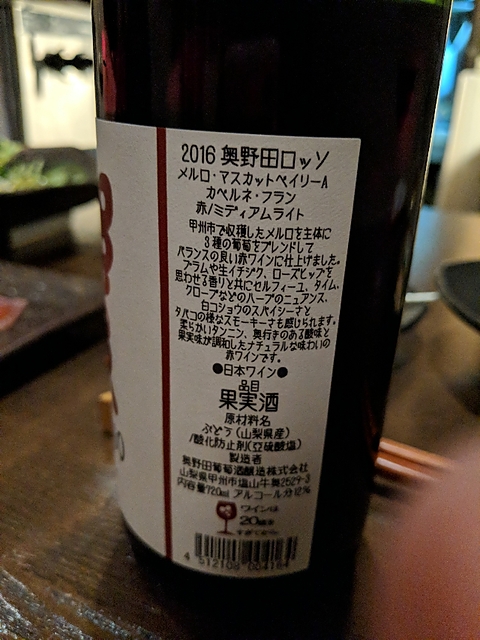 2016 奥野田ロッソ
メルロ・マスカットベイリーA
カベルネ・フラン
赤/ミディアムライト
甲州市で収穫したメルロを主体に
3種の葡萄をブレンドして
バランスの良い赤ワインに仕上げました。
プラムや生イチジク、ローズヒップを
思わせる香りと共にセルフィーユ、タイム、
クローブなどのハーブのニュアンス、
白コショウのスパイシーさと
タバコの様なスモーキーさも感じられます。
柔らかいタンニン、奥行きのある酸味と
果実味が調和したナチュラルな味わいの
赤ワインです。
●日本ワイン●
品目
果実酒
原材料名
ぶどう(山梨県産)
/酸化防止剤(亜硫酸塩)
製造者
奥野田葡萄酒醸造株式会社
山梨県甲州市塩山牛奥2529-3
内容量720ml アルコール分12%
ワインは
20歳
4 512108 004164